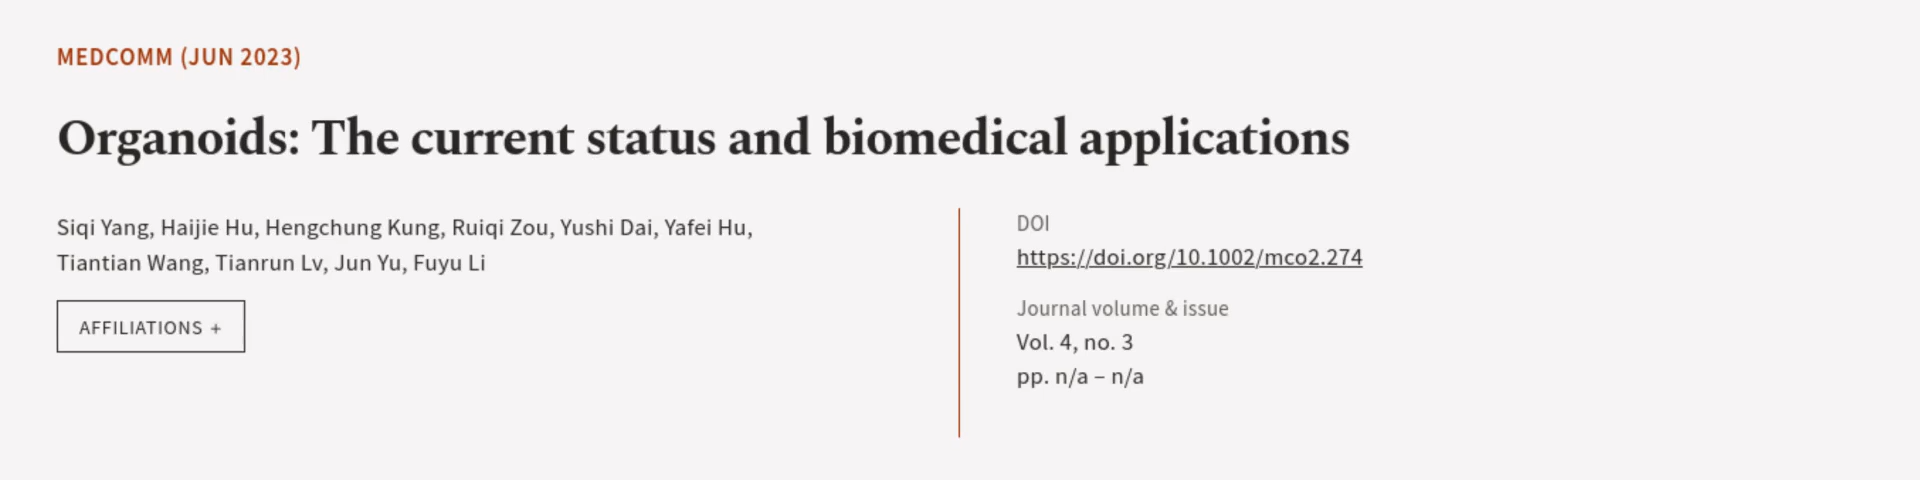 MEDCOMM (JUN 2023)
Organoids: The current status and biomedical applications
Siqi Yang, Haijie Hu, Hengchung Kung, Ruiqi Zou, Yushi Dai, Yafei Hu,
Tiantian Wang, Tianrun Lv, Jun Yu, Fuyu Li
AFFILIATIONS +
DOI
https://doi.org/10.1002/mco2.274
Journal volume & issue
Vol. 4, no. 3
pp. n/a – n/a